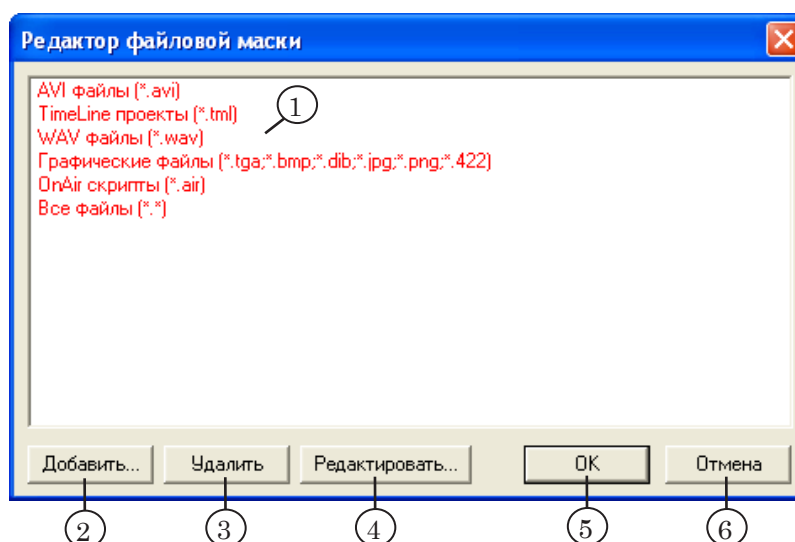 Редактор файловой маски
AVI файлы (*.avi)
TimeLine проекты (*.tml)
WAV файлы (*.wav)
Графические файлы (*.tga;*.bmp;*.dib;*.jpg;*.png;*.422)
OnAir скрипты (*.air)
Все файлы (*.*)
1
Добавить... Удалить Редактировать... OK Отмена
2 3 4 5 6